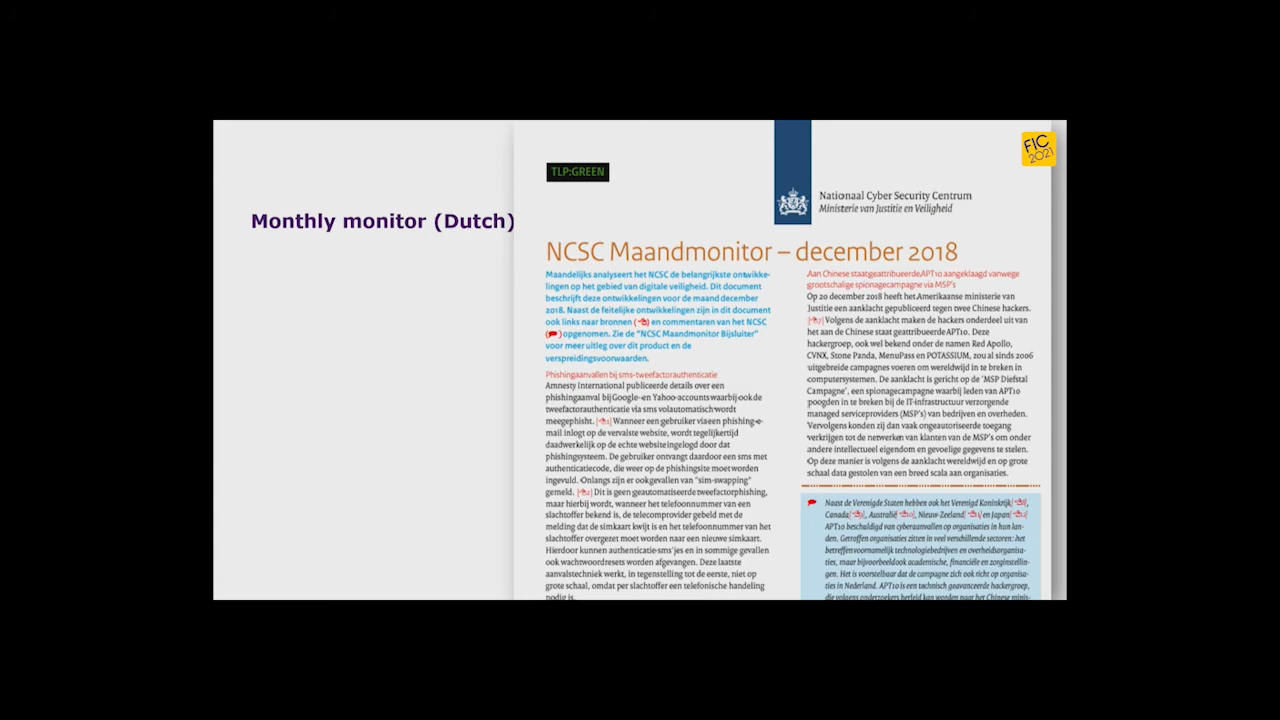 FIC
2021
TLP:GREEN
Nationaal Cyber Security Centrum
Ministerie van Justitie en Veiligheid
Monthly monitor (Dutch)
NCSC Maandmonitor – december 2018
Maandelijks analyseert het NCSC de belangrijkste ontwikke-
lingen op het gebied van digitale veiligheid. Dit document
beschrijft deze ontwikkelingen voor de maand december
2018. Naast de feitelijke ontwikkelingen zijn in dit document
ook links naar bronnen ( ) en commentaren van het NCSC
( ) opgenomen. Zie de “NCSC Maandmonitor Bijsluiter”
voor meer uitleg over dit product en de
verspreidingsvoorwaarden.
Phishingaanvallen bij sms-tweefactorauthenticatie
Amnesty International publiceerde details over een
phishingaanval bij Google- en Yahoo-accounts waarbij ook de
tweefactorauthenticatie via sms volautomatisch wordt
meegephisht. [1] Wanneer een gebruiker via een phishing-e-
mail inlogt op de vervalste website, wordt tegelijkertijd
daadwerkelijk op de echte website ingelogd door dat
phishingsysteem. De gebruiker ontvangt daardoor een sms met
authenticatiecode, die weer op de phishingsite moet worden
ingevuld. Onlangs zijn er ook gevallen van “sim-swapping”
gemeld. [2] Dit is geen geautomatiseerde tweefactorphishing,
maar hierbij wordt, wanneer het telefoonnummer van een
slachtoffer bekend is, de telecomprovider gebeld met de
melding dat de simkaart kwijt is en het telefoonnummer van het
slachtoffer overgezet moet worden naar een nieuwe simkaart.
Hierdoor kunnen authenticatie-sms'jes en in sommige gevallen
ook wachtwoordresets worden afgevangen. Deze laatste
aanvalstechniek werkt, in tegenstelling tot de eerste, niet op
grote schaal, omdat per slachtoffer een telefonische handeling
nodig is.
Aan Chinese staat geattribueerde APT10 aangeklaagd vanwege
grootschalige spionagecampagne via MSP's
Op 20 december 2018 heeft het Amerikaanse ministerie van
Justitie een aanklacht gepubliceerd tegen twee Chinese hackers.
[7] Volgens de aanklacht maken de hackers onderdeel uit van
het aan de Chinese staat geattribueerde APT10. Deze
hackergroep, ook wel bekend onder de namen Red Apollo,
CVNX, Stone Panda, MenuPass en POTASSIUM, zou al sinds 2006
uitgebreide campagnes voeren om wereldwijd in te breken in
computersystemen. De aanklacht is gericht op de 'MSP Diefstal
Campagne', een spionagecampagne waarbij leden van APT10
poogden in te breken bij de IT-infrastructuur verzorgende
managed serviceproviders (MSP's) van bedrijven en overheden.
Vervolgens konden zij dan vaak ongeautoriseerde toegang
verkrijgen tot de netwerken van klanten van de MSP's om onder
andere intellectueel eigendom en gevoelige gegevens te stelen.
Op deze manier is volgens de aanklacht wereldwijd en op grote
schaal data gestolen van een breed scala aan organisaties.
Naast de Verenigde Staten hebben ook het Verenigd Koninkrijk[8],
Canada[9], Australië[10], Nieuw-Zeeland[11] en Japan[12]
APT10 beschuldigd van cyberaanvallen op organisaties in hun lan-
den. Getroffen organisaties zitten in veel verschillende sectoren: het
betreffen voornamelijk technologiebedrijven en overheidsorganisa-
ties, maar bijvoorbeeld ook academische, financiële en zorginstellin-
gen. Het is voorstelbaar dat de campagne zich ook richt op organisa-
ties in Nederland. APT10 is een technisch geavanceerde hackergroep,
die volgens onderzoekers herleid kan worden naar het Chinese minis-